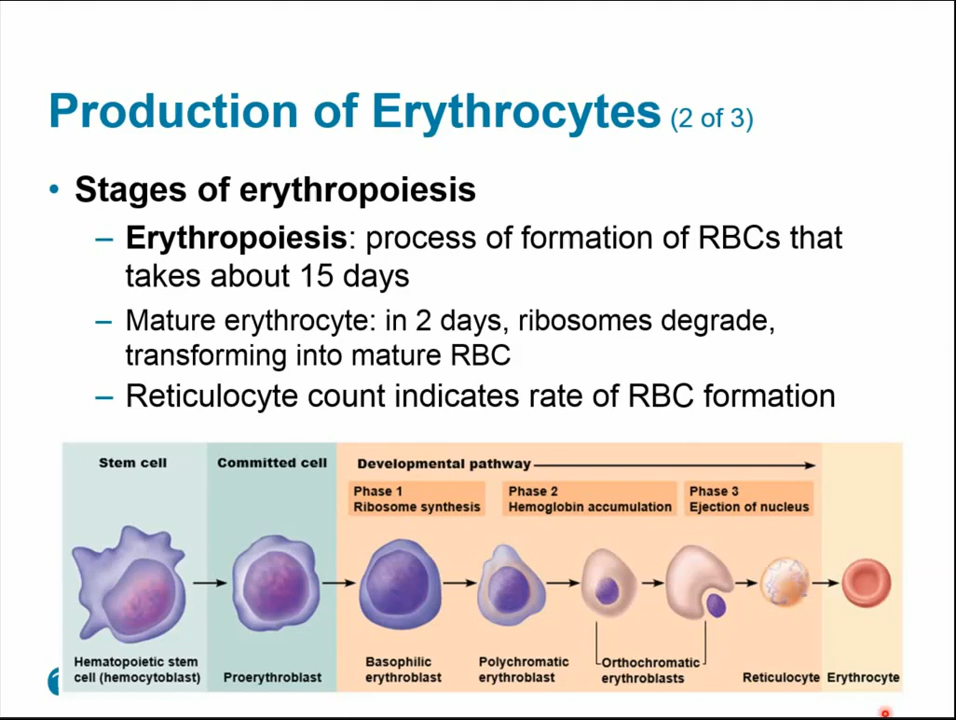 Production of Erythrocytes (2 of 3)
• Stages of erythropoiesis
– Erythropoiesis: process of formation of RBCs that
takes about 15 days
– Mature erythrocyte: in 2 days, ribosomes degrade,
transforming into mature RBC
– Reticulocyte count indicates rate of RBC formation
Stem cell
Committed cell
Developmental pathway
Phase 1
Ribosome synthesis
Phase 2
Hemoglobin accumulation
Phase 3
Ejection of nucleus
Hematopoietic stem
cell (hemocytoblast)
Proerythroblast
Basophilic
erythroblast
Polychromatic
erythroblast
Orthochromatic
erythroblasts
Reticulocyte
Erythrocyte